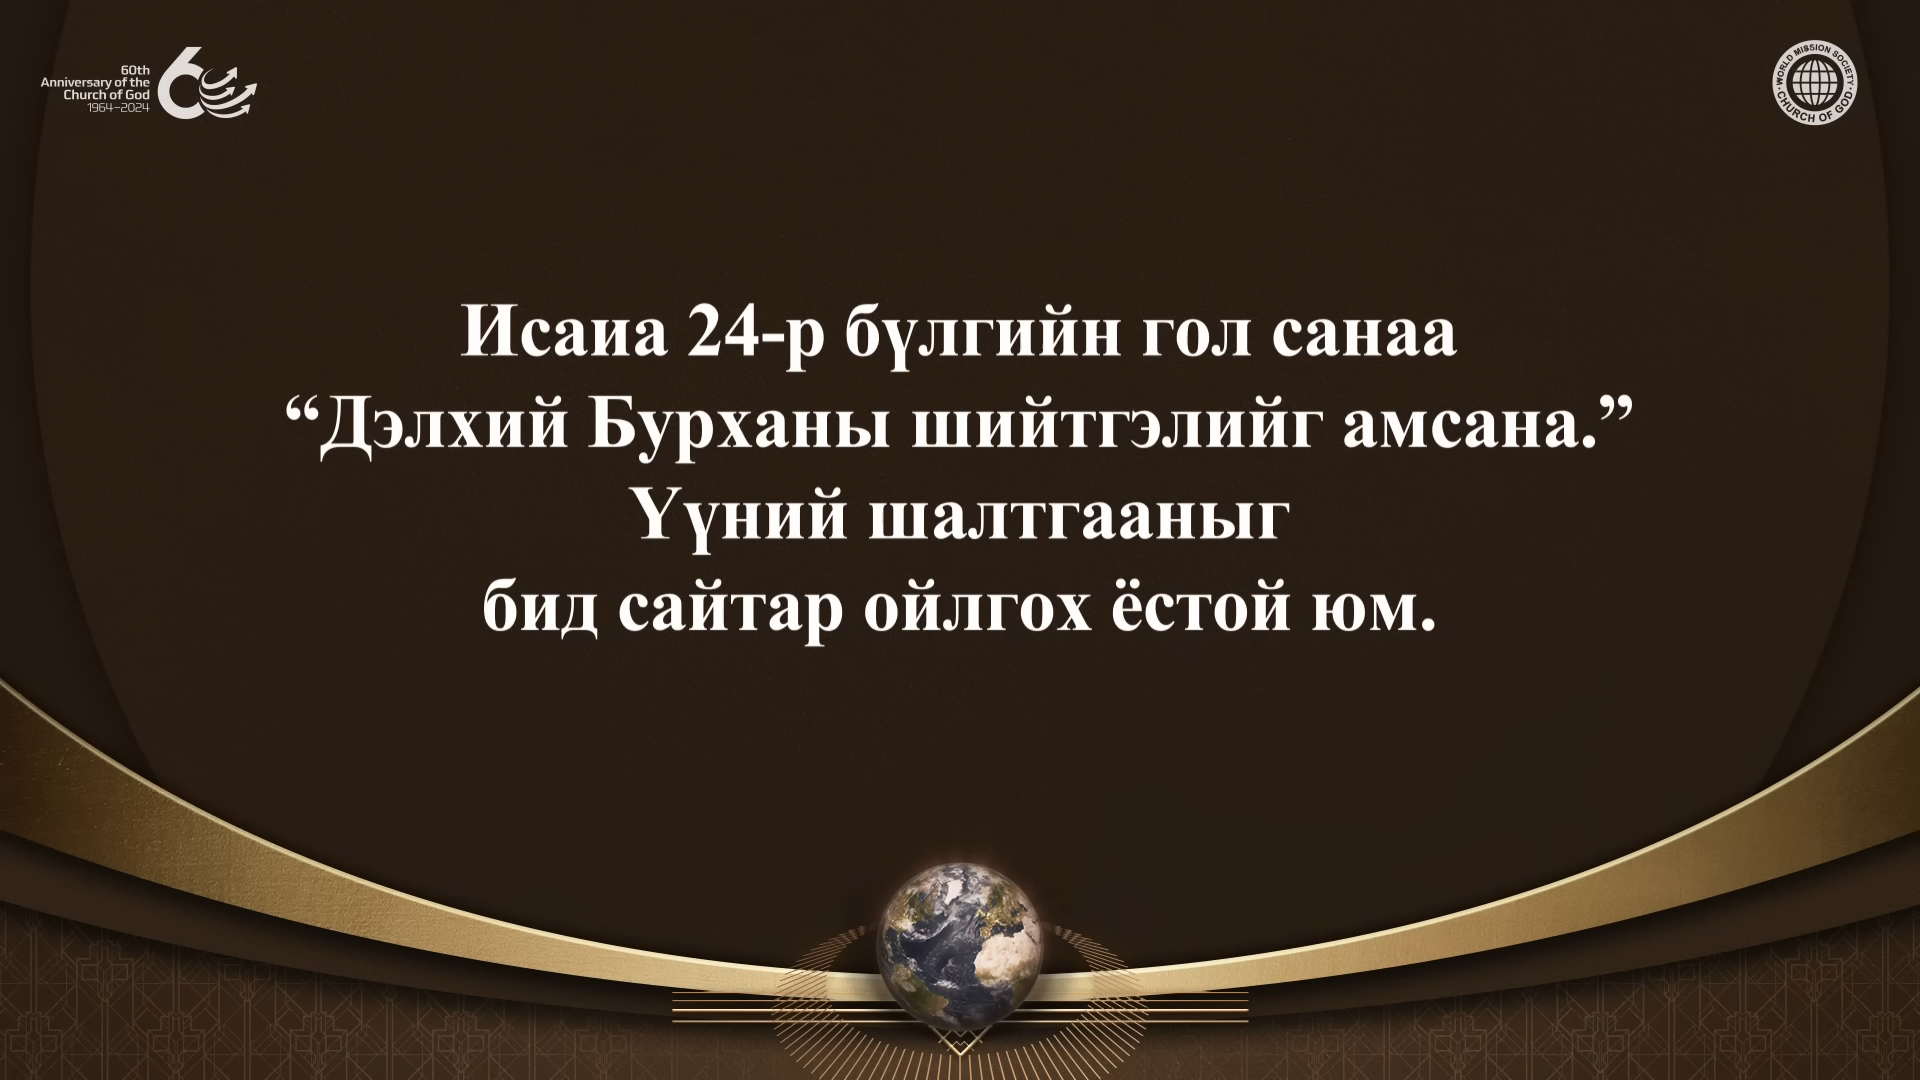 60th
Anniversary of the
Church of God
1964–2024
WORLD MISSION SOCIETY
CHURCH OF GOD
Исаиа 24-р бүлгийн гол санаа
“Дэлхий Бурханы шийтгэлийг амсана.”
Үүний шалтгааныг
бид сайтар ойлгох ёстой юм.